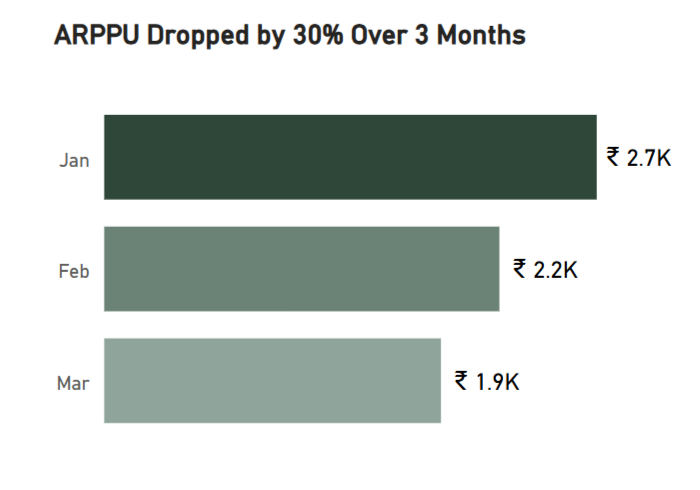 ARPPU Dropped by 30% Over 3 Months
Jan ₹ 2.7K
Feb ₹ 2.2K
Mar ₹ 1.9K